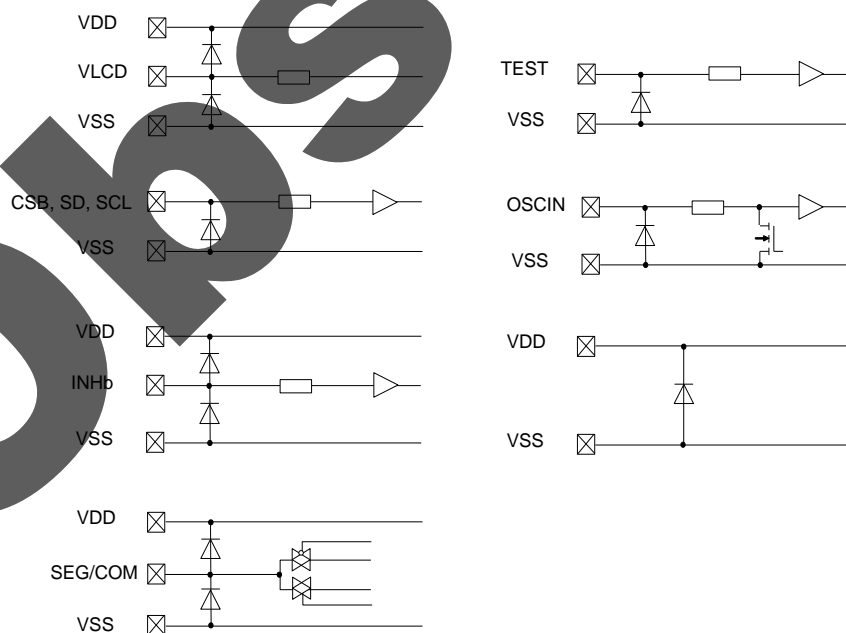 VDD
VLCD
VSS
CSB, SD, SCL
VSS
VDD
INHb
VSS
VDD
SEG/COM
VSS
TEST
VSS
OSCIN
VSS
VDD
VSS